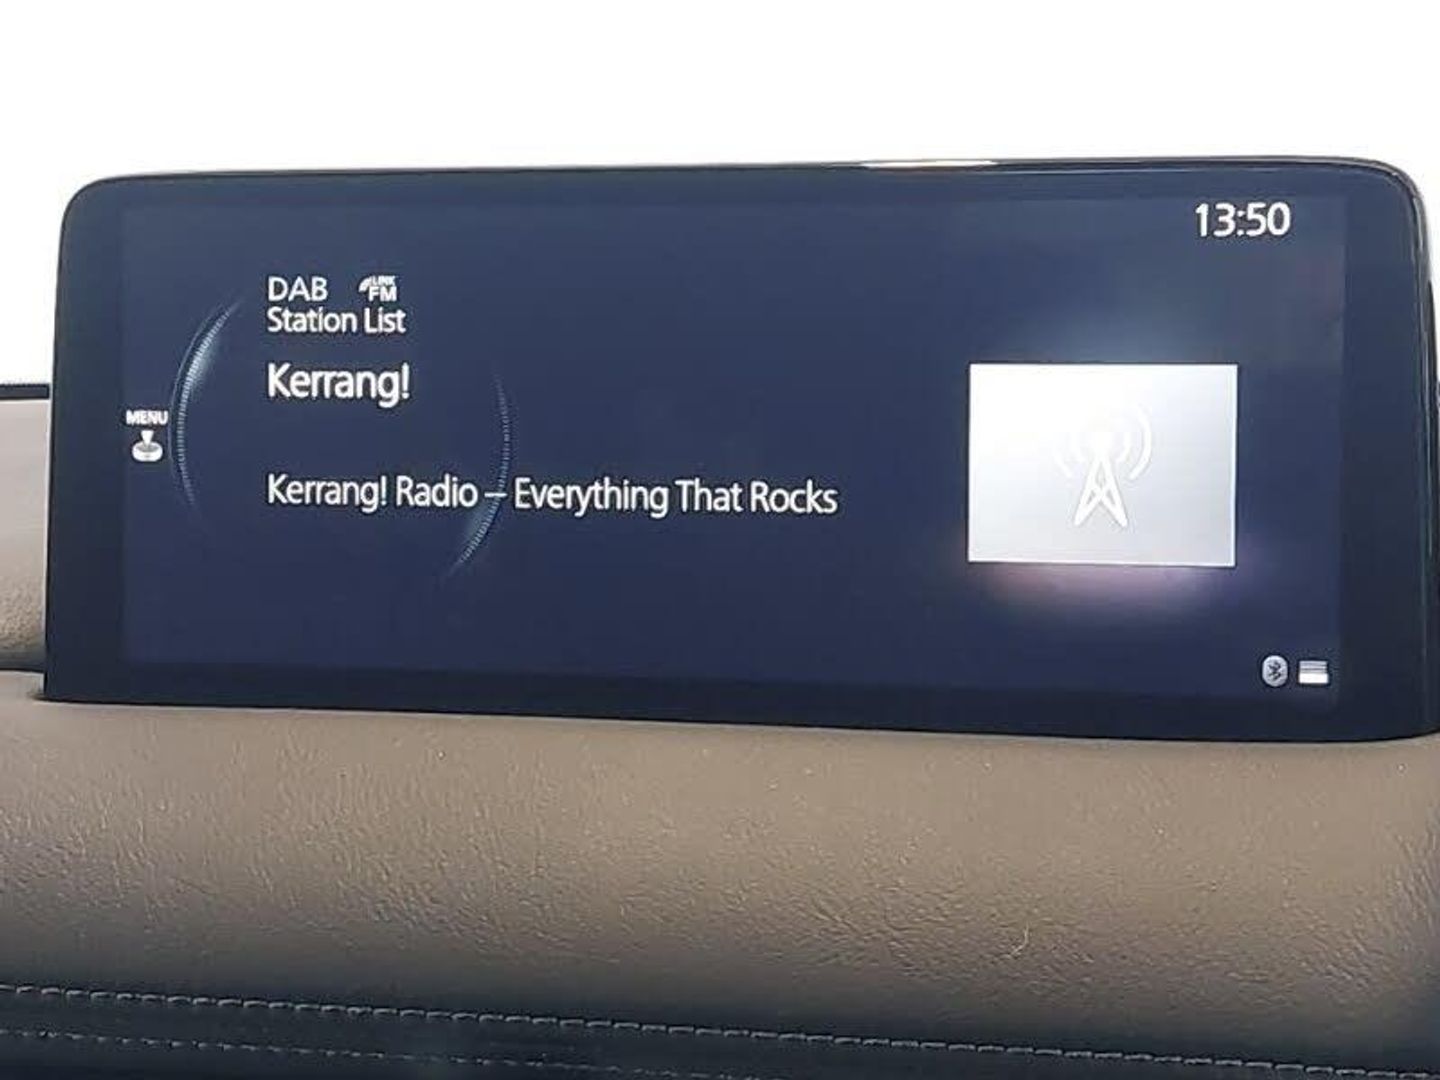 13:50
DAB LINK FM
Station List
Kerrang!
MENU
Kerrang! Radio – Everything That Rocks